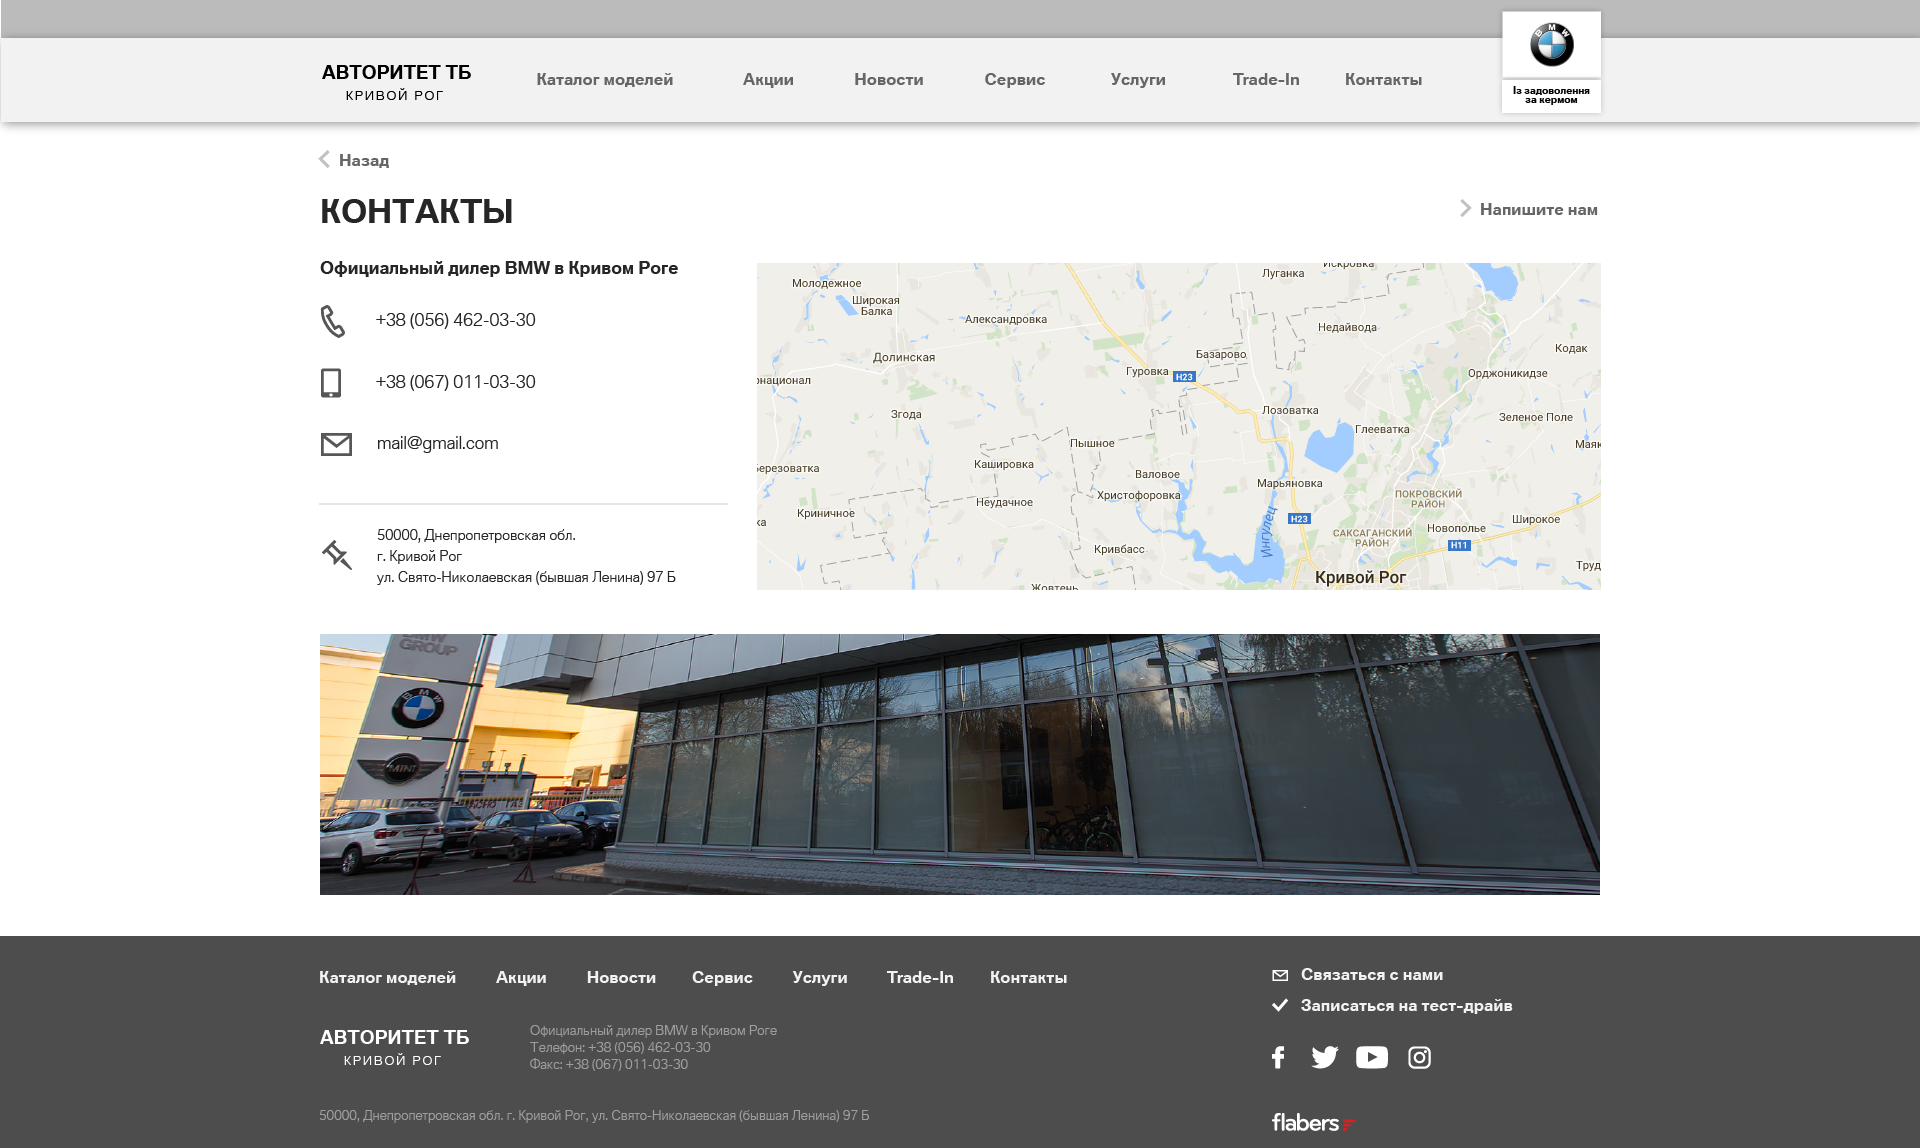 АВТОРИТЕТ ТБ
КРИВОЙ РОГ
Каталог моделей
Акции
Новости
Сервис
Услуги
Trade-In
Контакты
BMW
Із задоволення
за кермом
Назад
КОНТАКТЫ
Напишите нам
Официальный дилер BMW в Кривом Роге
+38 (056) 462-03-30
+38 (067) 011-03-30
mail@gmail.com
50000, Днепропетровская обл.
г. Кривой Рог
ул. Свято-Николаевская (бывшая Ленина) 97 Б
Искровка
Луганка
Молодёжное
Широкая
Балка
Александровка
Недайвода
Кодак
Базарово
Долинская
Гуровка
H23
Орджоникидзе
рнационал
Згода
Лозоватка
Зеленое Поле
Глееватка
Пышное
Маяк
Кашировка
Березоватка
Валовое
Марьяновка
Христофоровка
ПОКРОВСКИЙ
РАЙОН
Неудачное
Криничное
ка
H23
Ингулец
Широкое
Новополье
САКСАГАНСКИЙ
РАЙОН
H11
Кривбасс
Труд
Кривой Рог
Жовтень
BMW
GROUP
BMW
MINI
Каталог моделей
Акции
Новости
Сервис
Услуги
Trade-In
Контакты
Связаться с нами
Записаться на тест-драйв
АВТОРИТЕТ ТБ
КРИВОЙ РОГ
Официальный дилер BMW в Кривом Роге
Телефон: +38 (056) 462-03-30
Факс: +38 (067) 011-03-30
50000, Днепропетровская обл. г. Кривой Рог, ул. Свято-Николаевская (бывшая Ленина) 97 Б
flabers